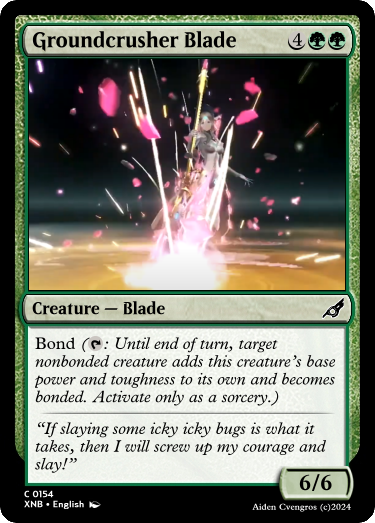 Groundcrusher Blade 4
Creature — Blade
Bond (: Until end of turn, target
nonbonded creature adds this creature's base
power and toughness to its own and becomes
bonded. Activate only as a sorcery.)
“If slaying some icky icky bugs is what it
takes, then I will screw up my courage and
slay!”
6/6
C 0154
XNB • English
Aiden Cvengros (c)2024